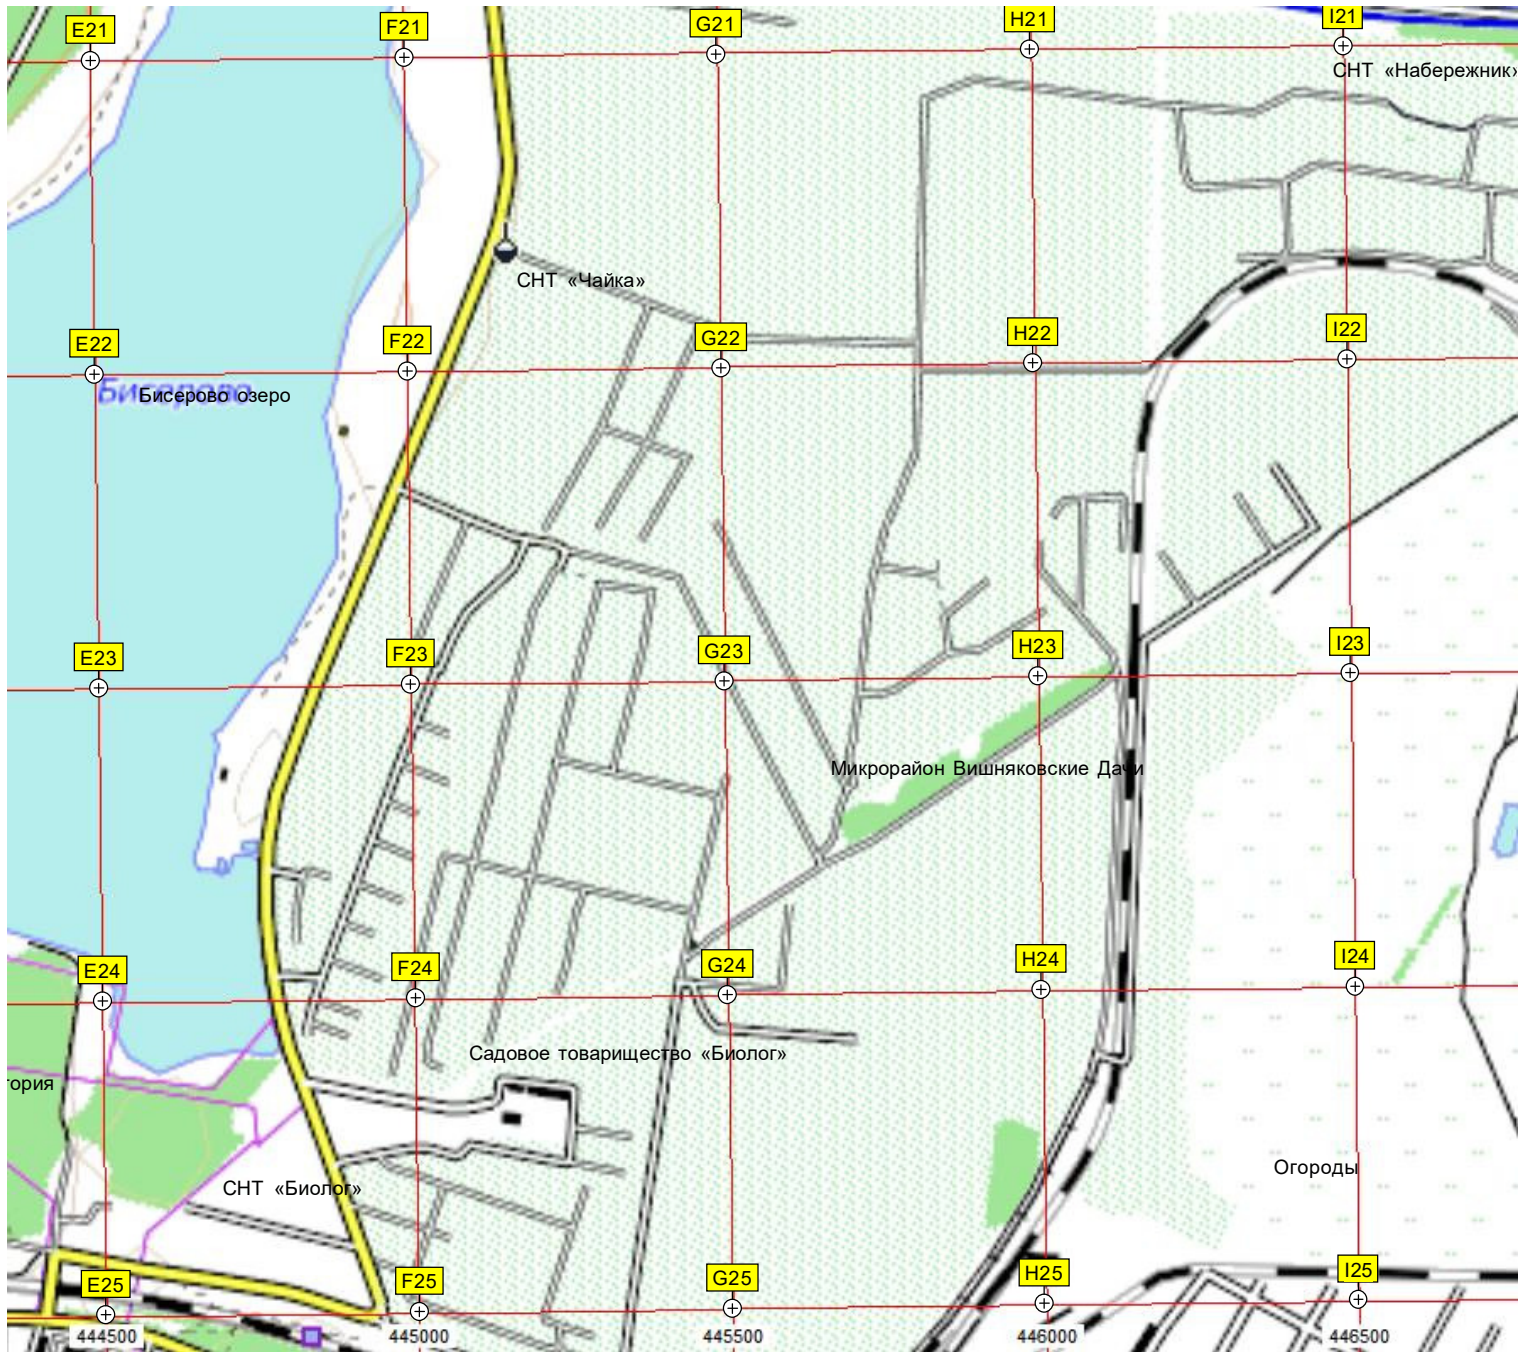 E21
F21
G21
H21
I21
СНТ «Набережник»
СНТ «Чайка»
E22
F22
G22
H22
I22
Бисерово
Бисерово озеро
E23
F23
G23
H23
I23
Микрорайон Вишняковские Дачи
E24
F24
G24
H24
I24
Садовое товарищество «Биолог»
гория
Огороды
СНТ «Биолог»
E25
F25
G25
H25
I25
444500
445000
445500
446000
446500